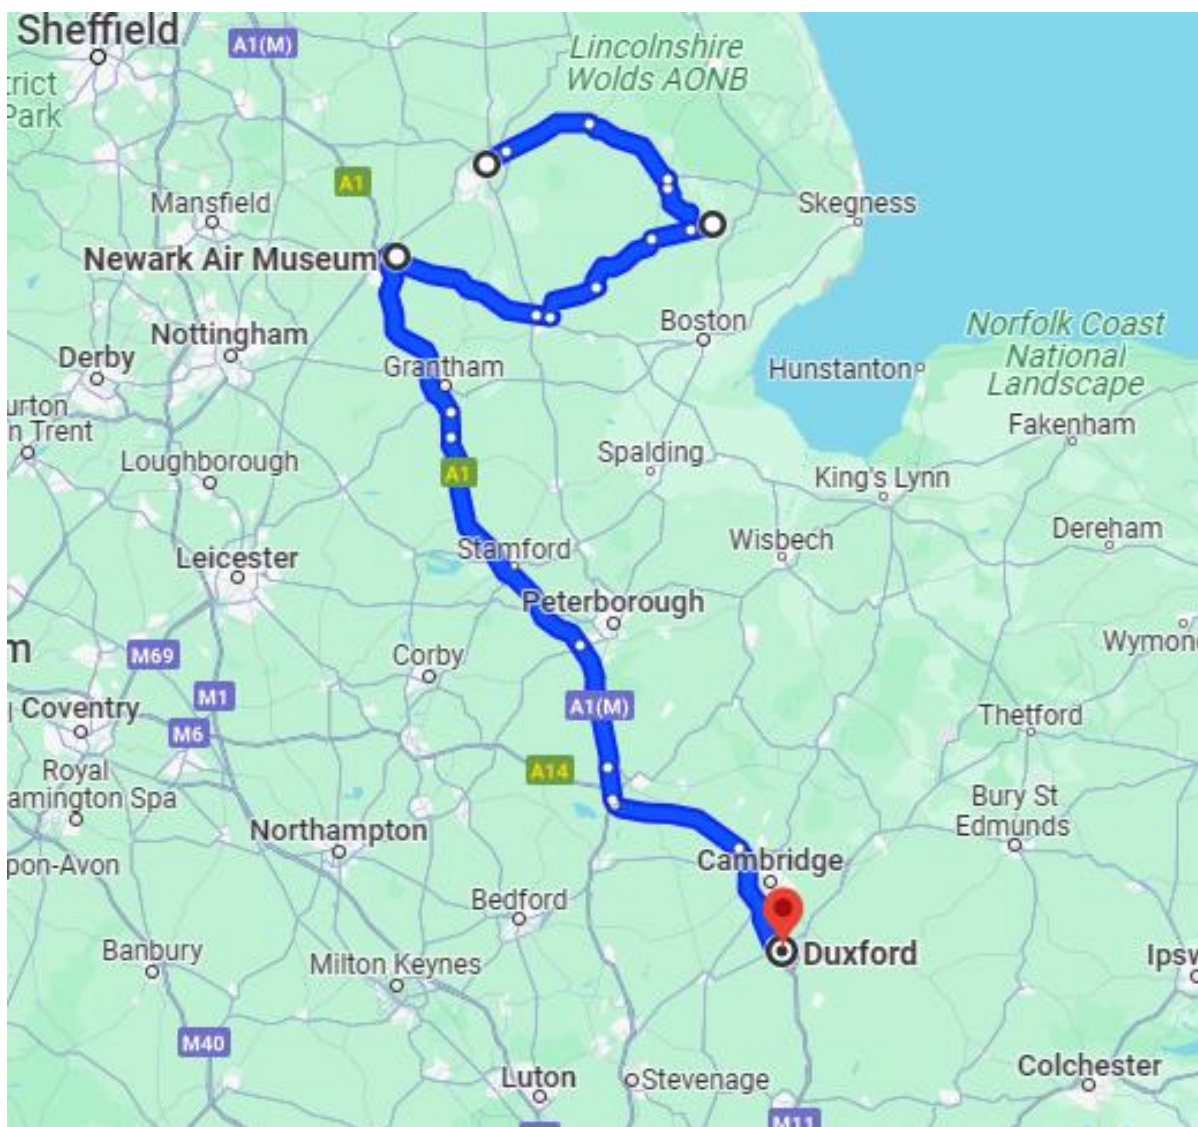 Sheffield
A1(M)
Lincolnshire
Wolds AONB
trict
Park
A1
Mansfield
Skegness
Newark Air Museum
Nottingham
Boston
Norfolk Coast
National
Landscape
Derby
Grantham
Hunstanton
urton
n Trent
Fakenham
Loughborough
A1
Spalding
King's Lynn
Leicester
Stamford
Wisbech
Dereham
Peterborough
m
M69
Corby
Wymon
M1
A1(M)
Coventry
M6
Thetford
Royal
amington Spa
A14
Bury St
Edmunds
Northampton
Cambridge
pon-Avon
Bedford
Banbury
Milton Keynes
Duxford
Ipsw
M40
Luton
Stevenage
Colchester
M11